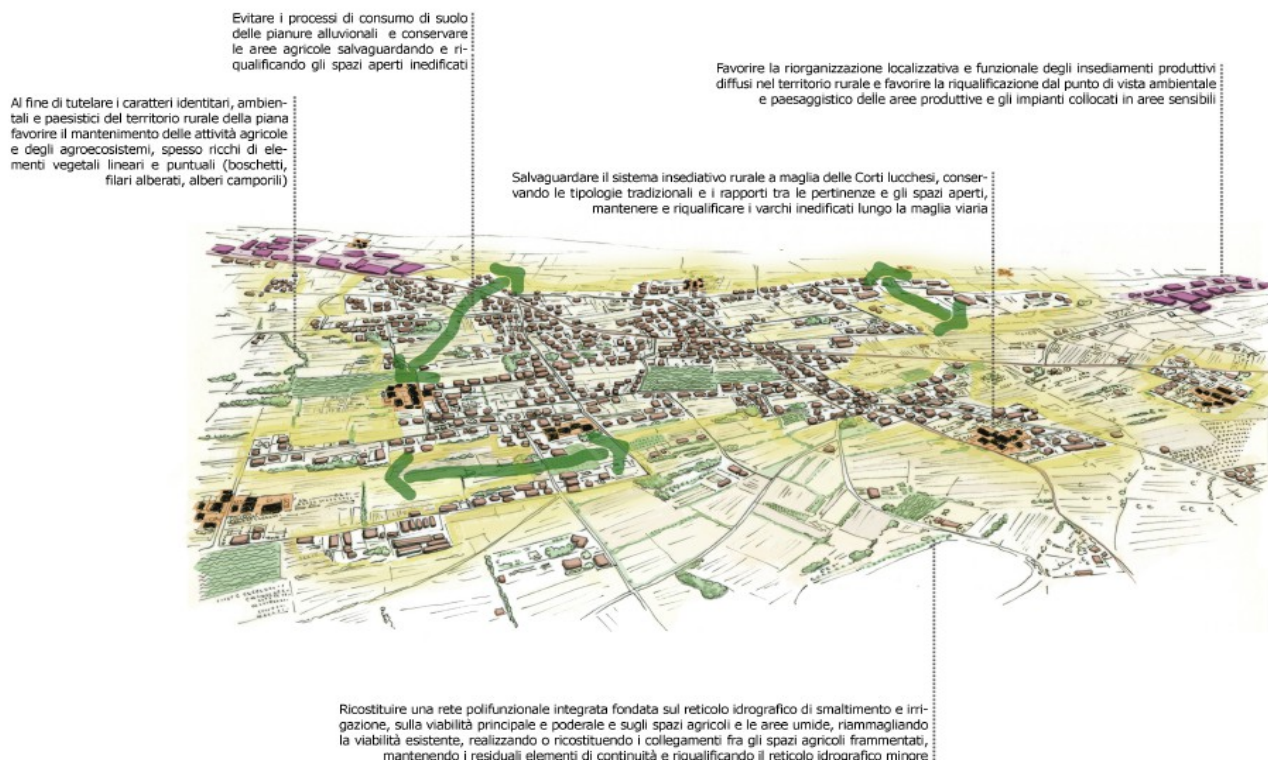 Evitare i processi di consumo di suolo
delle pianure alluvionali e conservare
le aree agricole salvaguardando e ri-
qualificando gli spazi aperti inedificati
Favorire la riorganizzazione localizzativa e funzionale degli insediamenti produttivi
diffusi nel territorio rurale e favorire la riqualificazione dal punto di vista ambientale
e paesaggistico delle aree produttive e gli impianti collocati in aree sensibili
Al fine di tutelare i caratteri identitari, ambien-
tali e paesistici del territorio rurale della piana
favorire il mantenimento delle attività agricole
e degli agroecosistemi, spesso ricchi di ele-
menti vegetali lineari e puntuali (boschetti,
filari alberati, alberi camporili)
Salvaguardare il sistema insediativo rurale a maglia delle Corti lucchesi, conser-
vando le tipologie tradizionali e i rapporti tra le pertinenze e gli spazi aperti,
mantenere e riqualificare i varchi inedificati lungo la maglia viaria
Ricostituire una rete polifunzionale integrata fondata sul reticolo idrografico di smaltimento e irri-
gazione, sulla viabilità principale e poderale e sugli spazi agricoli e le aree umide, riammagliando
la viabilità esistente, realizzando o ricostituendo i collegamenti fra gli spazi agricoli frammentati,
mantenendo i residuali elementi di continuità e riqualificando il reticolo idrografico minore